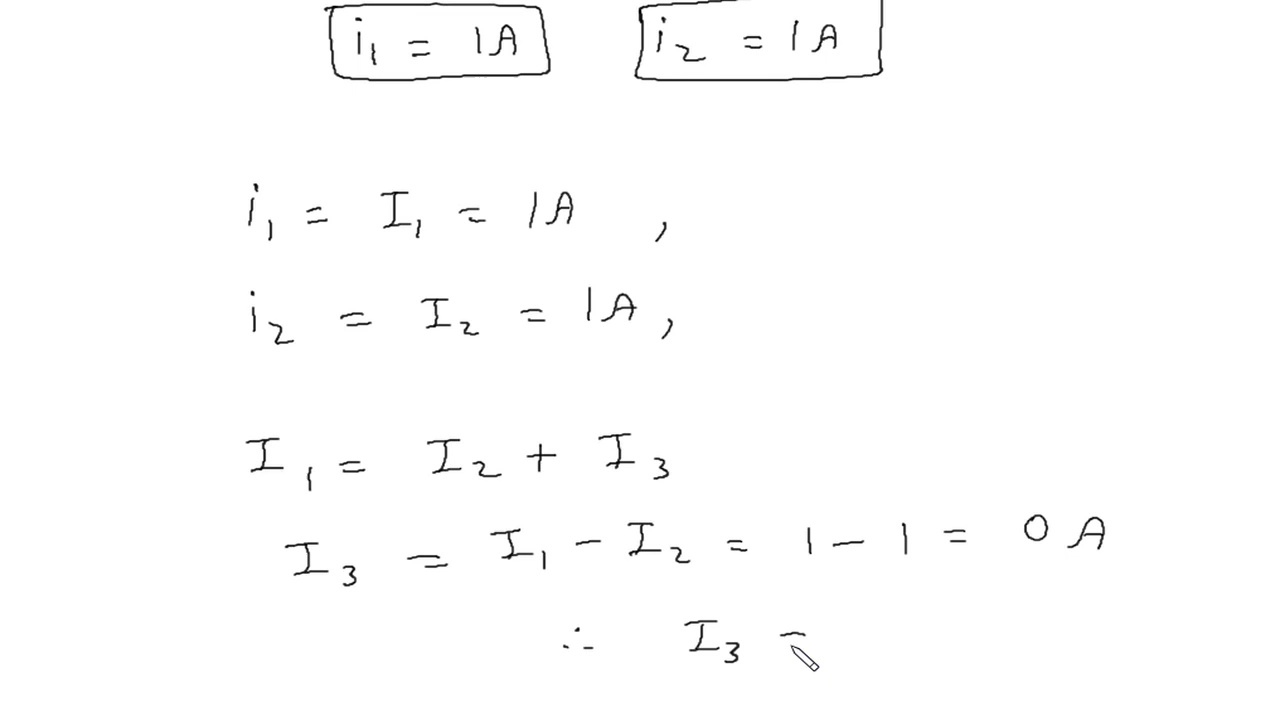 i₁ = 1A i₂ = 1A
i₁ = I₁ = 1A ,
i₂ = I₂ = 1A,
I₁ = I₂ + I₃
I₃ = I₁ - I₂ = 1 - 1 = 0 A
∴ I₃ =